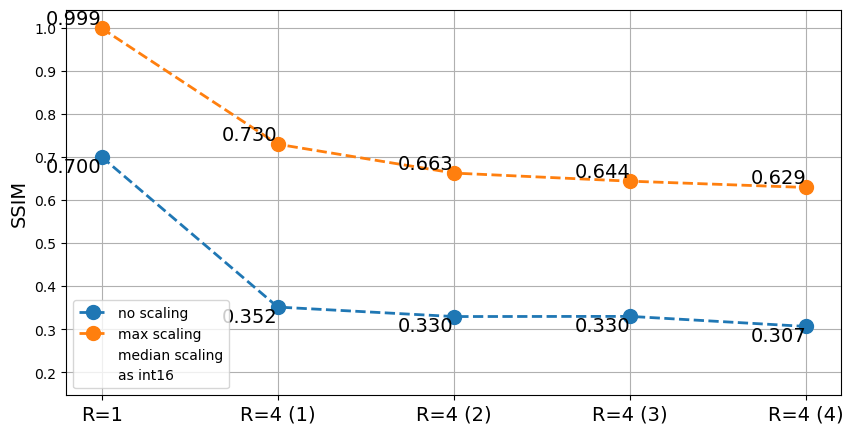 0.999
1.0
0.9
0.8
0.730
0.7
0.700
0.663
0.644
0.629
0.6
SSIM
0.5
0.4
0.352
0.3
0.330
0.330
0.307
0.2
no scaling
max scaling
median scaling
as int16
R=1
R=4 (1)
R=4 (2)
R=4 (3)
R=4 (4)